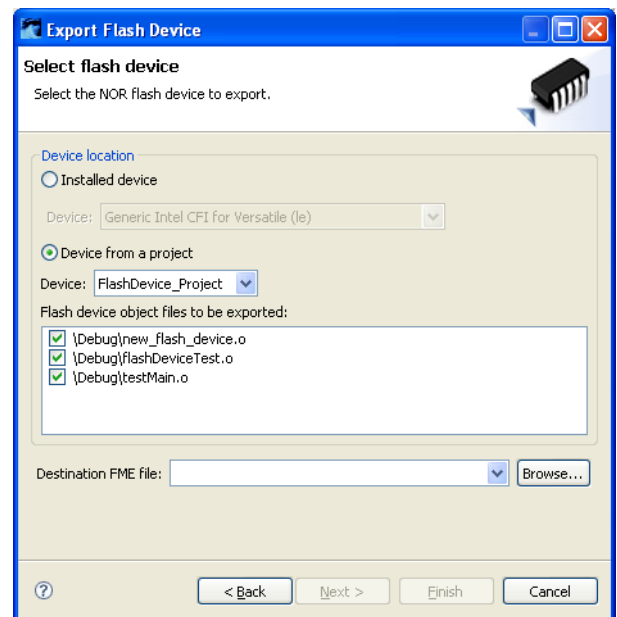 Export Flash Device
Select flash device
Select the NOR flash device to export.
Device location
Installed device
Device: Generic Intel CFI for Versatile (le)
Device from a project
Device: FlashDevice_Project
Flash device object files to be exported:
\Debug\new_flash_device.o
\Debug\flashDeviceTest.o
\Debug\testMain.o
Destination FME file: Browse...
? < Back Next > Finish Cancel